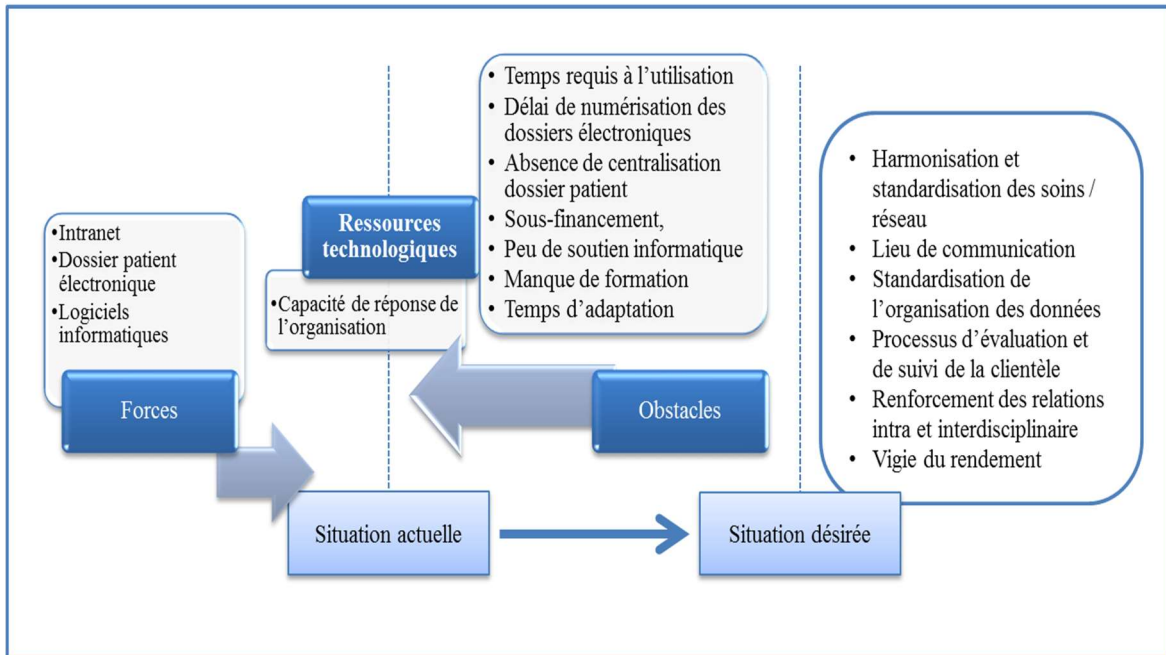 • Intranet
• Dossier patient
électronique
• Logiciels
informatiques
Forces
Ressources
technologiques
• Capacité de réponse de
l’organisation
• Temps requis à l’utilisation
• Délai de numérisation des
dossiers électroniques
• Absence de centralisation
dossier patient
• Sous-financement,
• Peu de soutien informatique
• Manque de formation
• Temps d’adaptation
Obstacles
• Harmonisation et
standardisation des soins /
réseau
• Lieu de communication
• Standardisation de
l’organisation des données
• Processus d’évaluation et
de suivi de la clientèle
• Renforcement des relations
intra et interdisciplinaire
• Vigie du rendement
Situation actuelle
Situation désirée